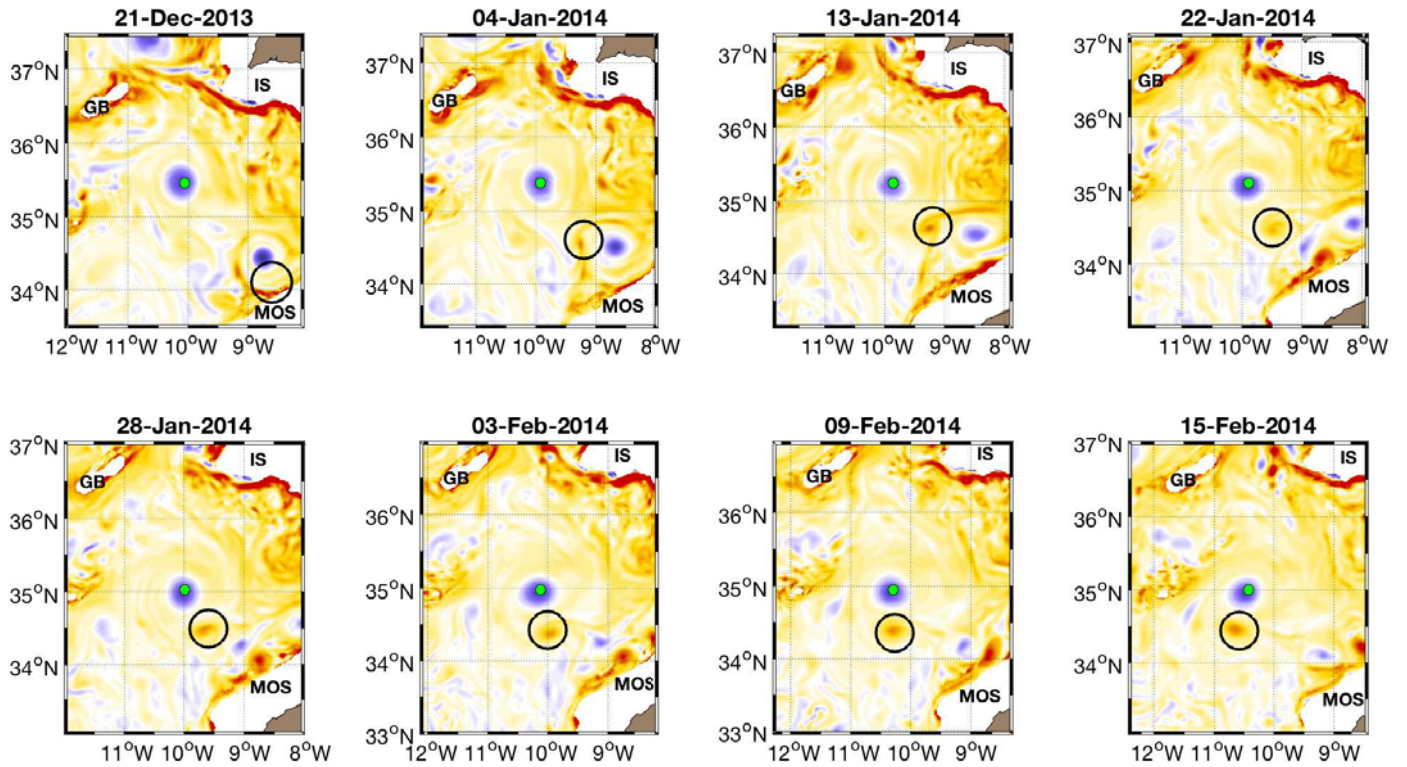 21-Dec-2013 04-Jan-2014 13-Jan-2014 22-Jan-2014
37°N 36°N 35°N 34°N
GB IS MOS
12°W 11°W 10°W 9°W
37°N 36°N 35°N 34°N
GB IS MOS
11°W 10°W 9°W 8°W
37°N 36°N 35°N 34°N
GB IS MOS
11°W 10°W 9°W 8°W
37°N 36°N 35°N 34°N
GB IS MOS
11°W 10°W 9°W 8°W
28-Jan-2014 03-Feb-2014 09-Feb-2014 15-Feb-2014
37°N 36°N 35°N 34°N
GB IS MOS
11°W 10°W 9°W 8°W
37°N 36°N 35°N 34°N 33°N
GB IS MOS
12°W 11°W 10°W 9°W
37°N 36°N 35°N 34°N 33°N
GB IS MOS
12°W 11°W 10°W 9°W
37°N 36°N 35°N 34°N
GB IS MOS
12°W 11°W 10°W 9°W